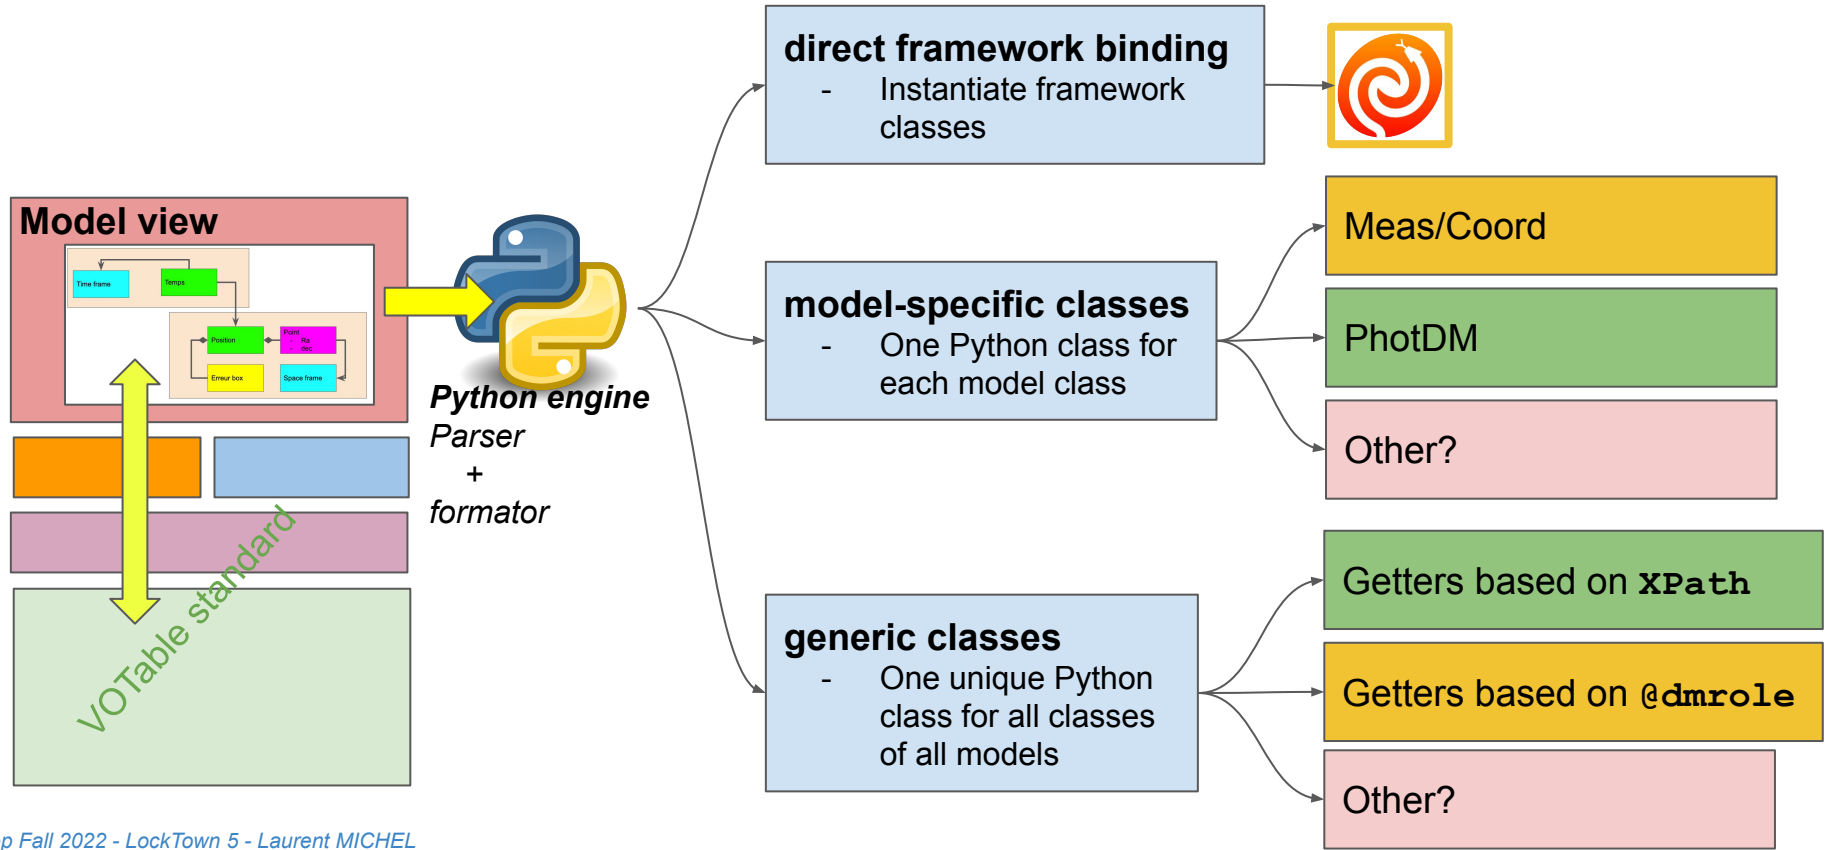 direct framework binding
- Instantiate framework
classes
Model view
Time frame
Temps
Position
Point
- Ra
- dec
Erreur box
Space frame
Python engine
Parser
+
formator
VOTable standard
model-specific classes
- One Python class for
each model class
Meas/Coord
PhotDM
Other?
generic classes
- One unique Python
class for all classes
of all models
Getters based on XPath
Getters based on @dmrole
Other?
Fall 2022 - LockTown 5 - Laurent MICHEL